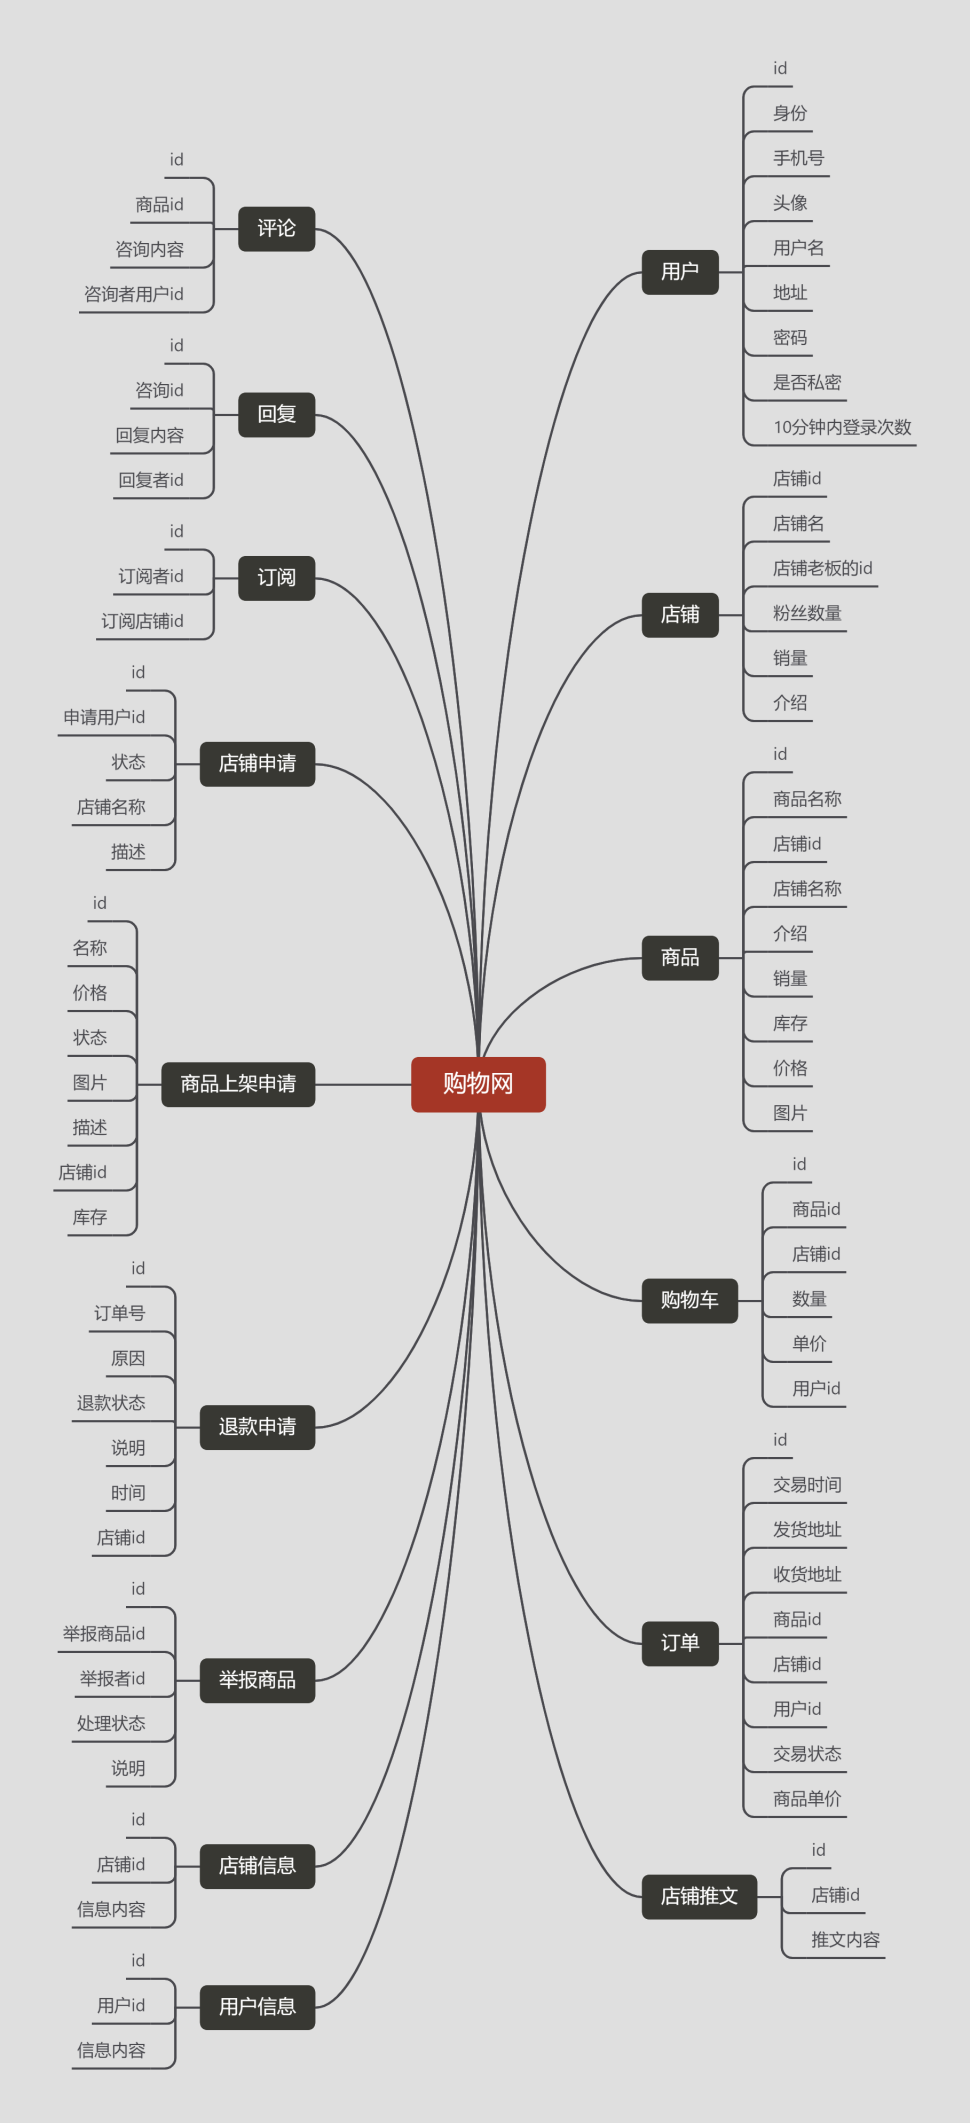 购物网
用户
id
身份
手机号
头像
用户名
地址
密码
是否私密
10分钟内登录次数
店铺
店铺id
店铺名
店铺老板的id
粉丝数量
销量
介绍
商品
id
商品名称
店铺id
店铺名称
介绍
销量
库存
价格
图片
购物车
id
商品id
店铺id
数量
单价
用户id
订单
id
交易时间
发货地址
收货地址
商品id
店铺id
用户id
交易状态
商品单价
店铺推文
id
店铺id
推文内容
评论
id
商品id
咨询内容
咨询者用户id
回复
id
咨询id
回复内容
回复者id
订阅
id
订阅者id
订阅店铺id
店铺申请
id
申请用户id
状态
店铺名称
描述
商品上架申请
id
名称
价格
状态
图片
描述
店铺id
库存
退款申请
id
订单号
原因
退款状态
说明
时间
店铺id
举报商品
id
举报商品id
举报者id
处理状态
说明
店铺信息
id
店铺id
信息内容
用户信息
id
用户id
信息内容